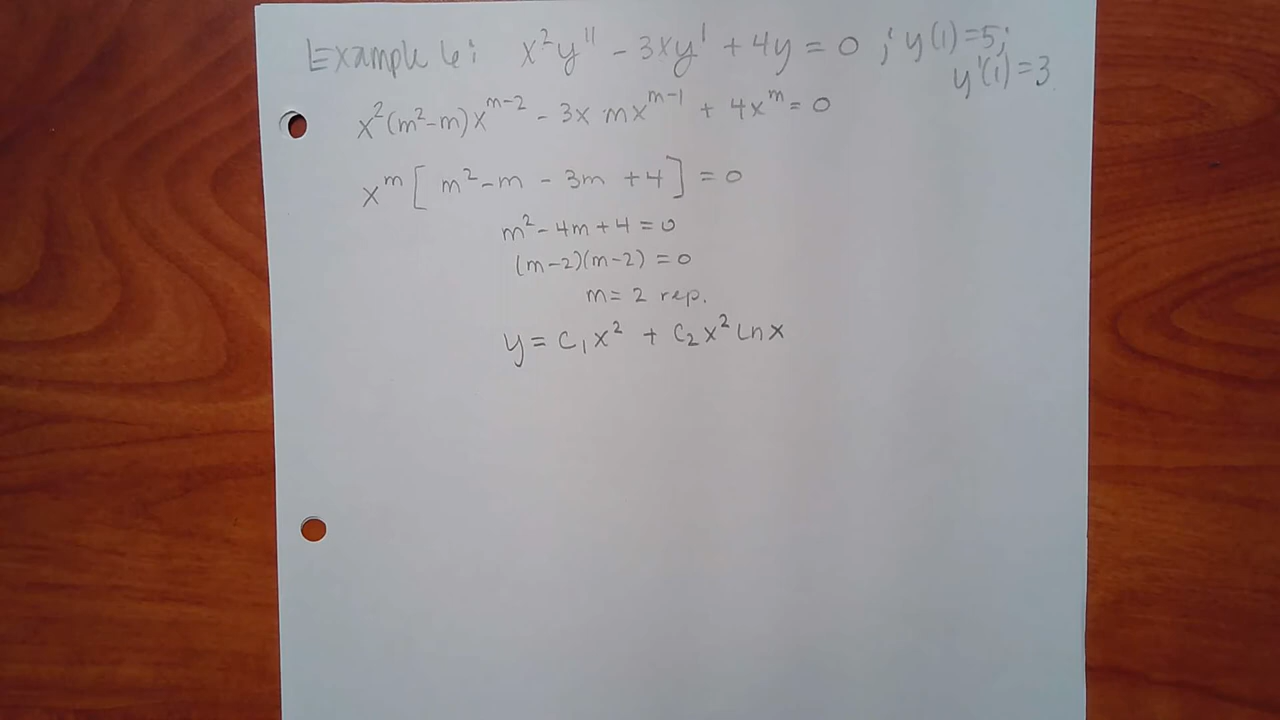 Example 6: x²y'' - 3xy' + 4y = 0 ; y(1)=5;
y'(1)=3
x²(m²-m)x^(m-2) - 3x·mx^(m-1) + 4x^m = 0
x^m [m²-m - 3m + 4] = 0
m² - 4m + 4 = 0
(m-2)(m-2) = 0
m = 2 rep.
y = C₁x² + C₂x² ln x